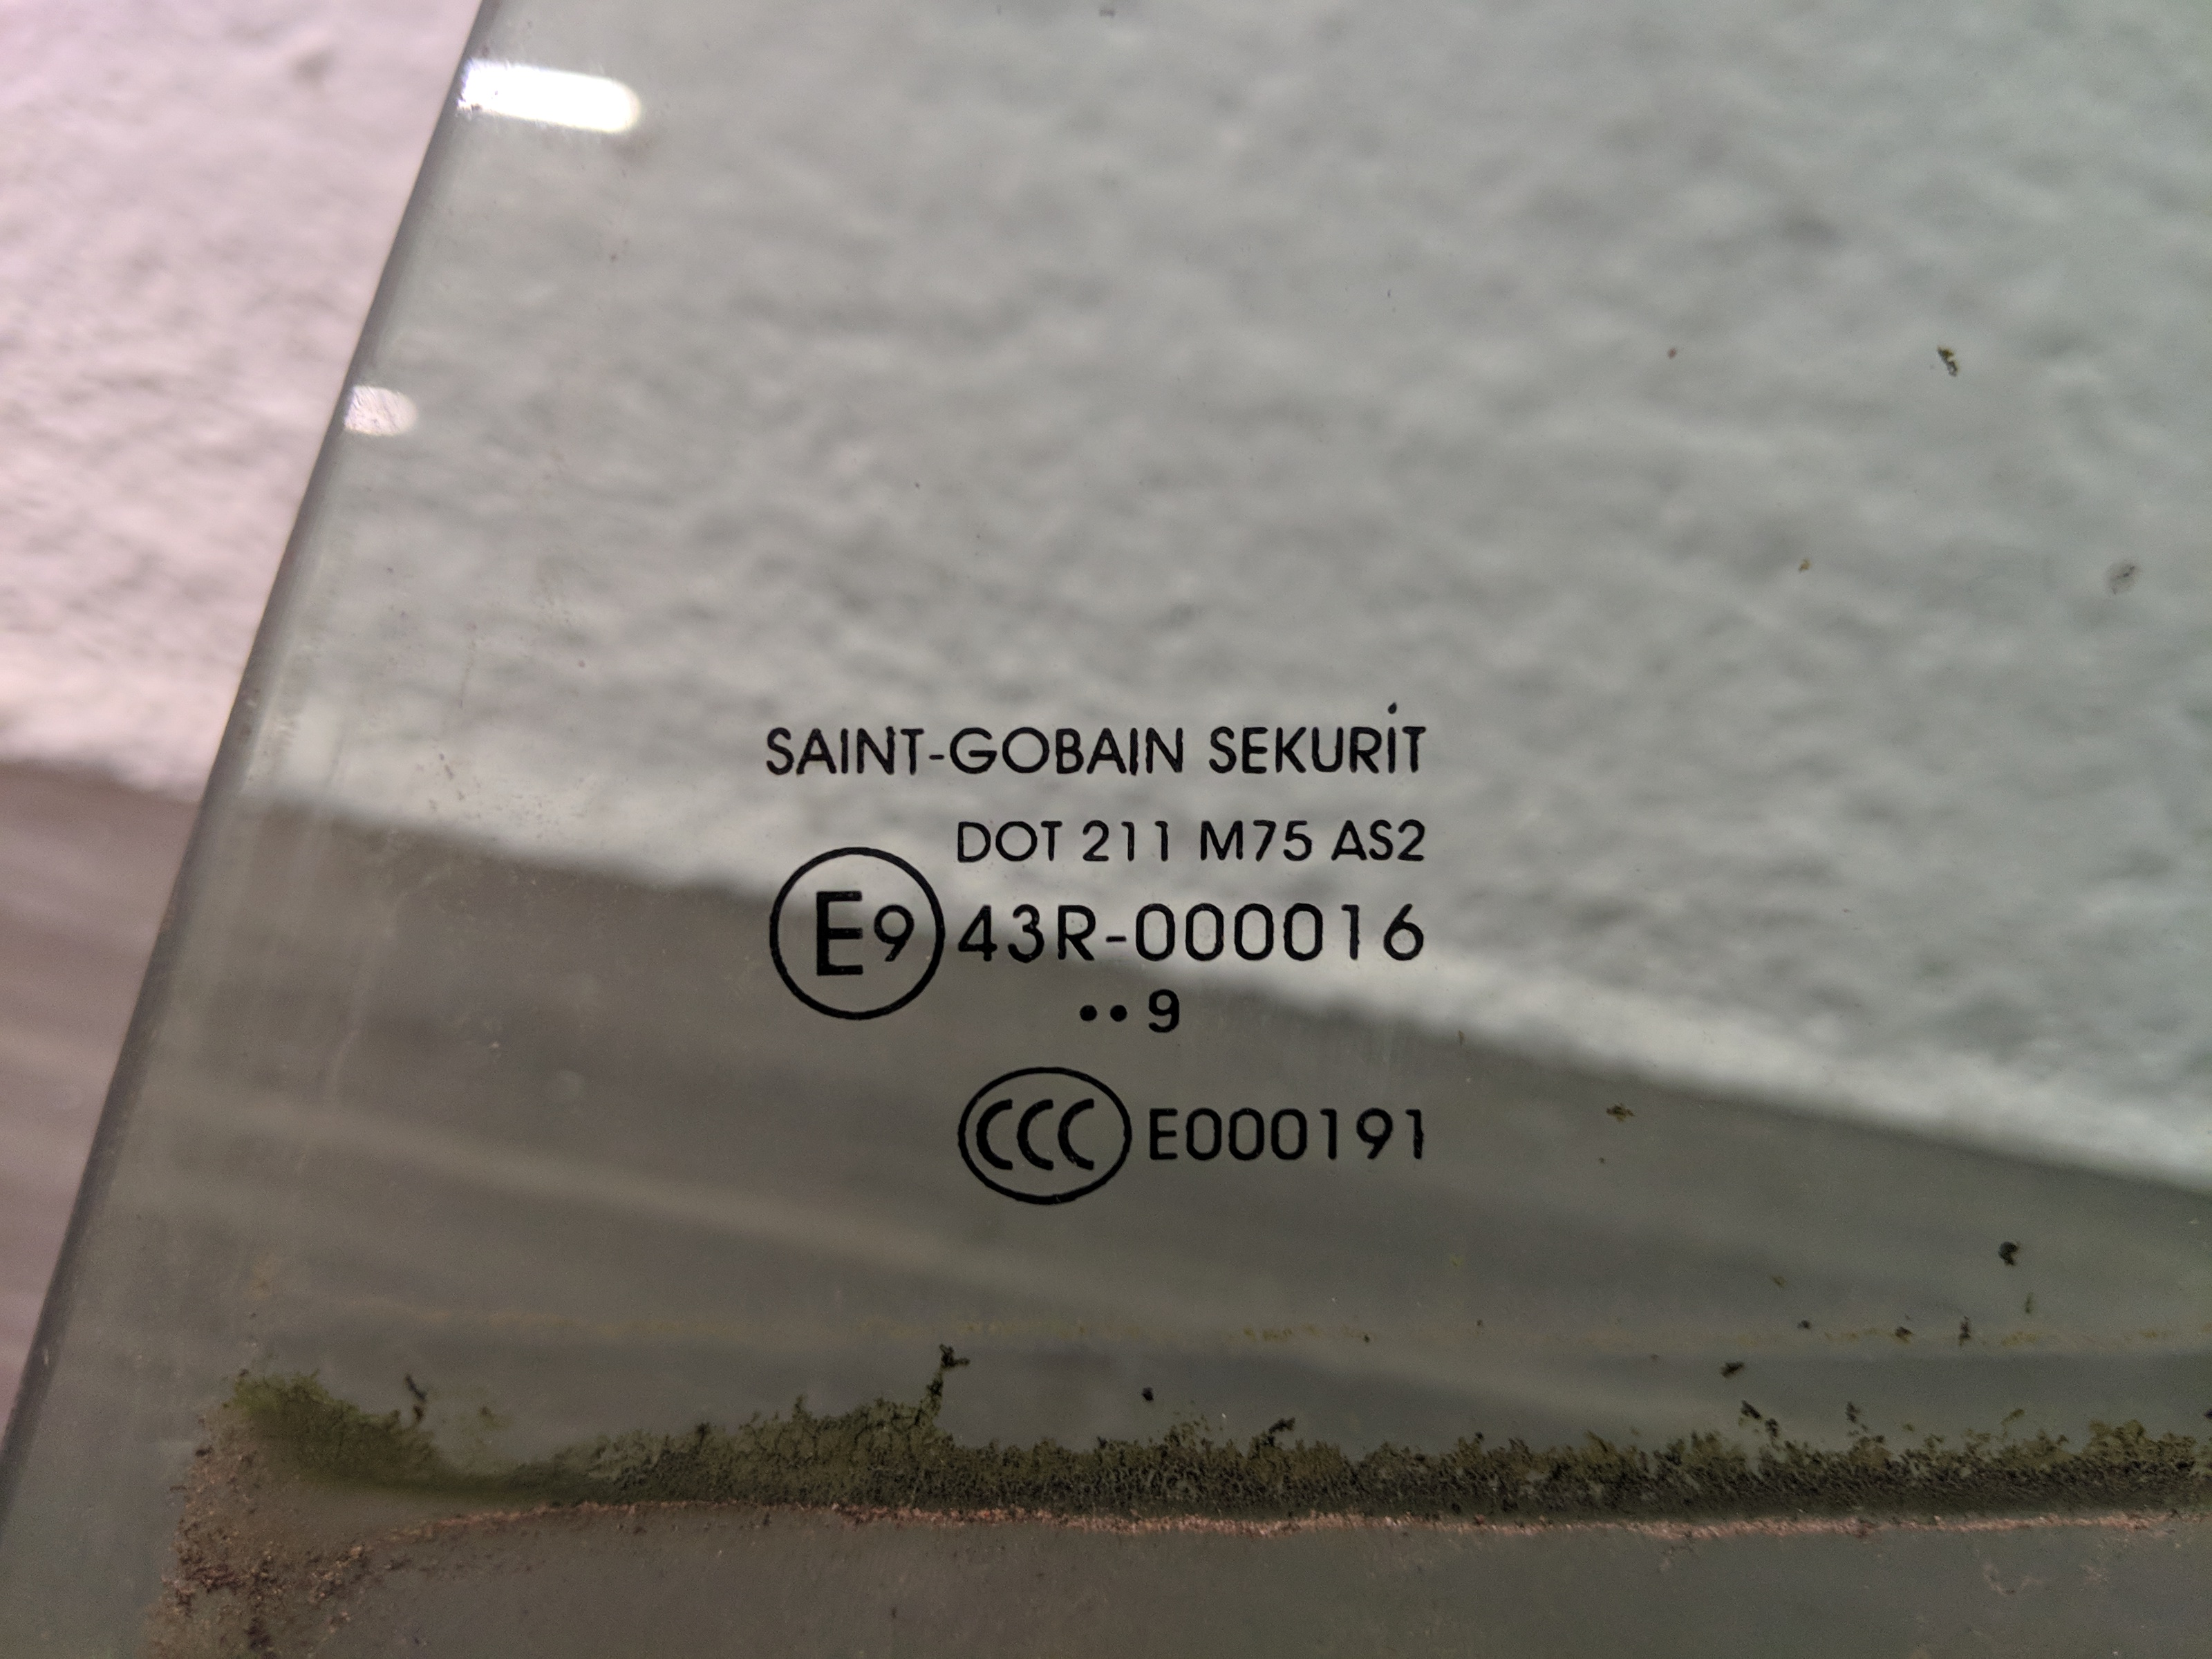 SAINT-GOBAIN SEKURIT
DOT 211 M75 AS2
E9 43R-000016
••9
CCC E000191